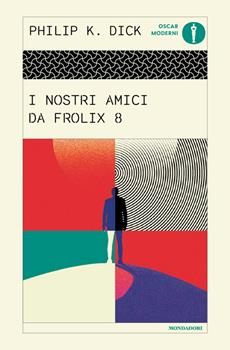 PHILIP K. DICK
OSCAR
MODERNI
I NOSTRI AMICI
DA FROLIX 8
MONDADORI